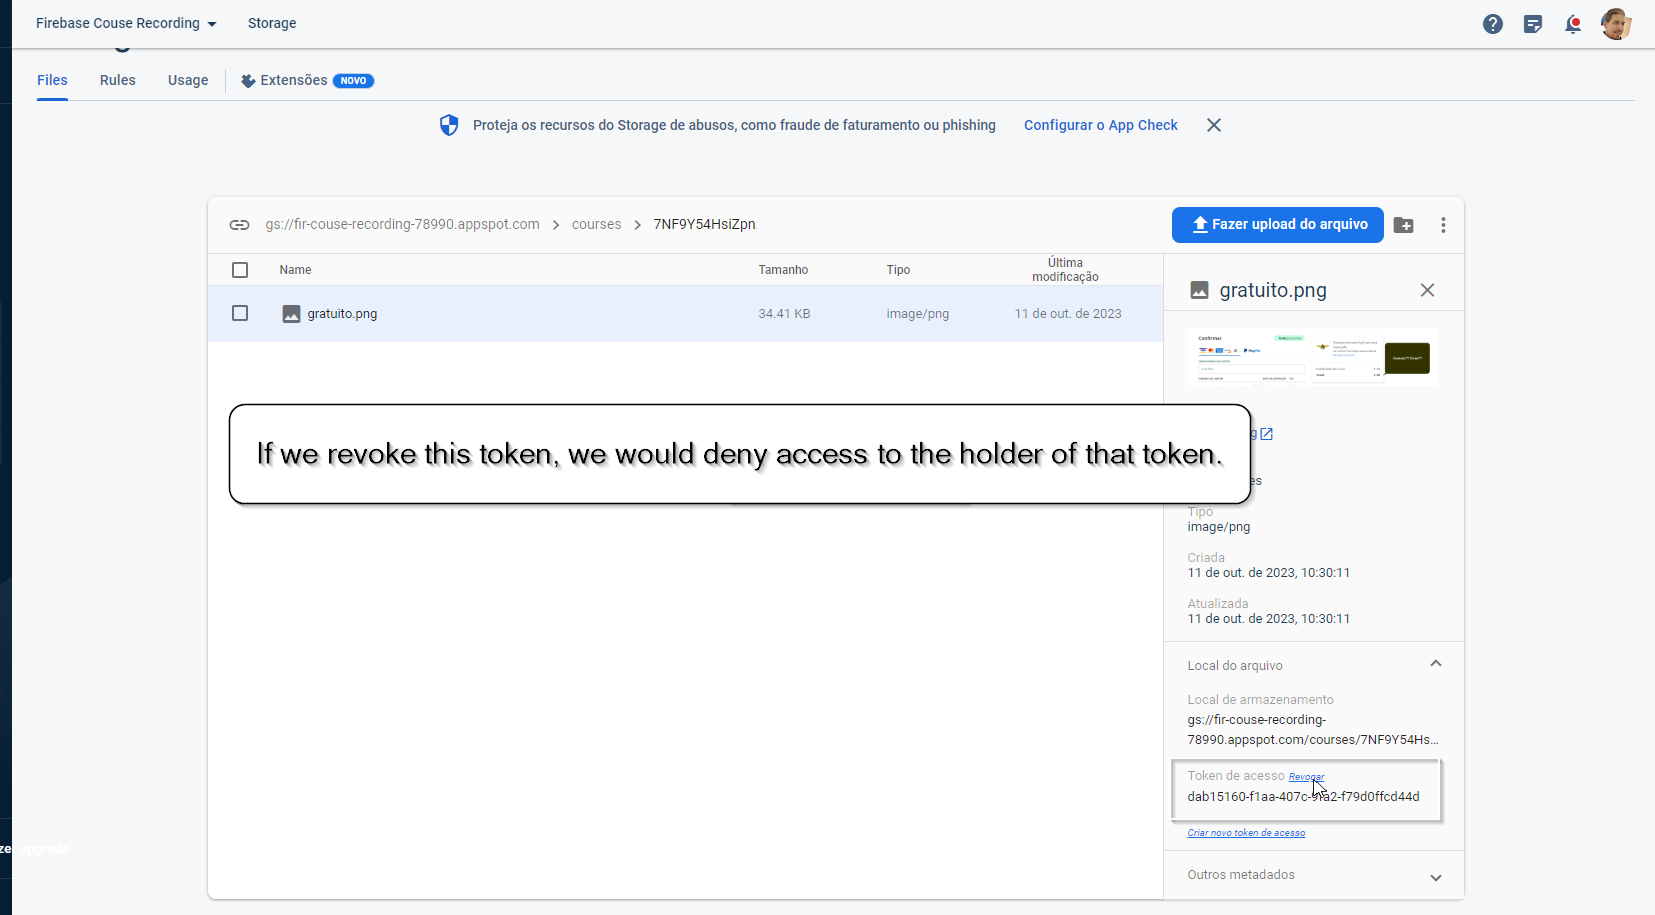 Firebase Couse Recording
Storage
Files
Rules
Usage
Extensões
NOVO
Proteja os recursos do Storage de abusos, como fraude de faturamento ou phishing
Configurar o App Check
gs://fir-couse-recording-78990.appspot.com
courses
7NF9Y54HsiZpn
Fazer upload do arquivo
Name
Tamanho
Tipo
Última
modificação
gratuito.png
34.41 KB
image/png
11 de out. de 2023
gratuito.png
Confirmar
PayPal
If we revoke this token, we would deny access to the holder of that token.
g
es
Tipo
image/png
Criada
11 de out. de 2023, 10:30:11
Atualizada
11 de out. de 2023, 10:30:11
Local do arquivo
Local de armazenamento
gs://fir-couse-recording-
78990.appspot.com/courses/7NF9Y54Hs...
Token de acesso Revogar
dab15160-f1aa-407c-9fa2-f79d0ffcd44d
Criar novo token de acesso
zer upgrade
Outros metadados